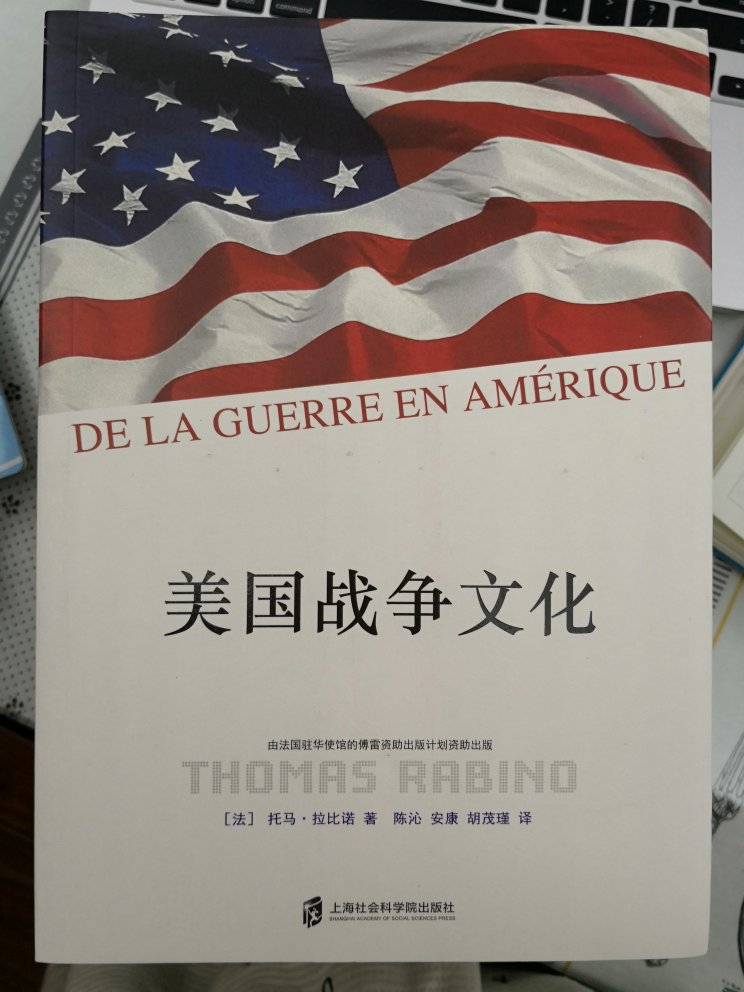 command
DE LA GUERRE EN AMÉRIQUE
美国战争文化
由法国驻华使馆的傅雷资助出版计划资助出版
THOMAS RABINO
［法］ 托马·拉比诺 著 陈沁 安康 胡茂瑾 译
上海社会科学院出版社
SHANGHAI ACADEMY OF SOCIAL SCIENCES PRESS